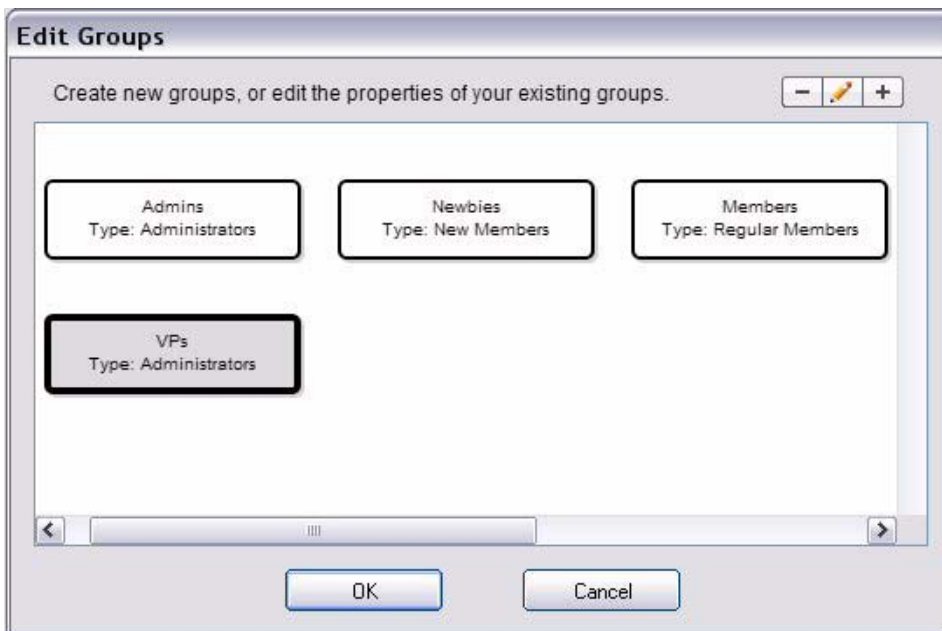 Edit Groups
Create new groups, or edit the properties of your existing groups.
Admins
Type: Administrators
Newbies
Type: New Members
Members
Type: Regular Members
VPs
Type: Administrators
OK
Cancel